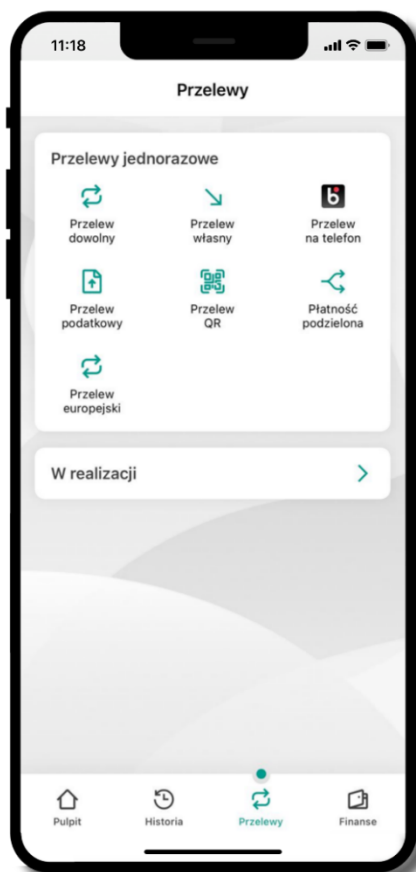 11:18
Przelewy
Przelewy jednorazowe
Przelew
dowolny
Przelew
własny
Przelew
na telefon
Przelew
podatkowy
Przelew
QR
Płatność
podzielona
Przelew
europejski
W realizacji
Pulpit
Historia
Przelewy
Finanse